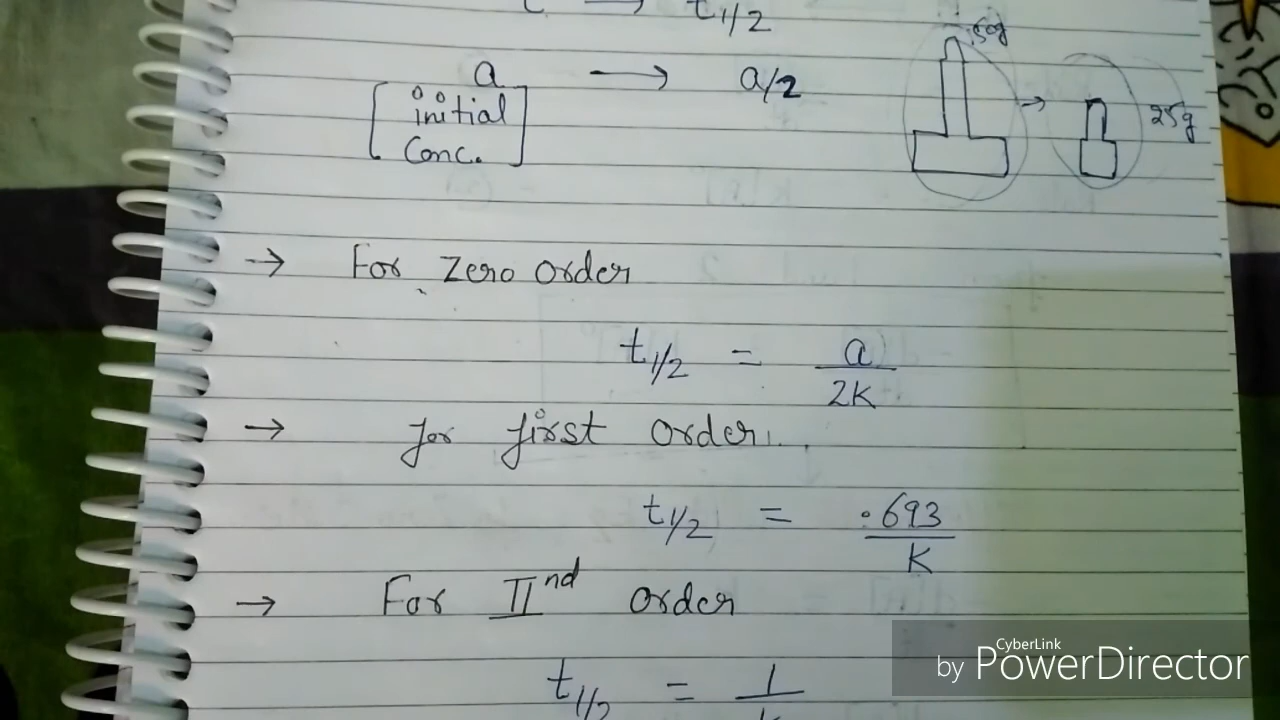 t → t1/2
a → a/2
50g
[initial
Conc.]
→ 25g
→ For Zero order
t1/2 = a/2K
→ for first order.
t1/2 = .693/K
→ For IInd order
t1/2 = 1/k
CyberLink
by PowerDirector